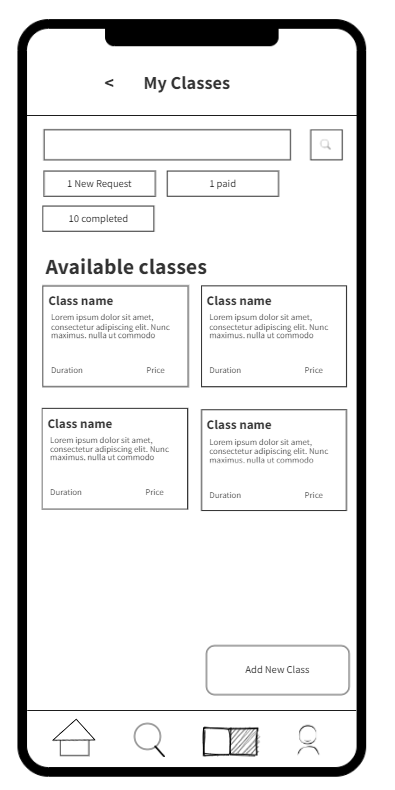 < My Classes
1 New Request 1 paid
10 completed
Available classes
Class name
Lorem ipsum dolor sit amet,
consectetur adipiscing elit. Nunc
maximus. nulla ut commodo
Duration Price
Class name
Lorem ipsum dolor sit amet,
consectetur adipiscing elit. Nunc
maximus. nulla ut commodo
Duration Price
Class name
Lorem ipsum dolor sit amet,
consectetur adipiscing elit. Nunc
maximus. nulla ut commodo
Duration Price
Class name
Lorem ipsum dolor sit amet,
consectetur adipiscing elit. Nunc
maximus. nulla ut commodo
Duration Price
Add New Class